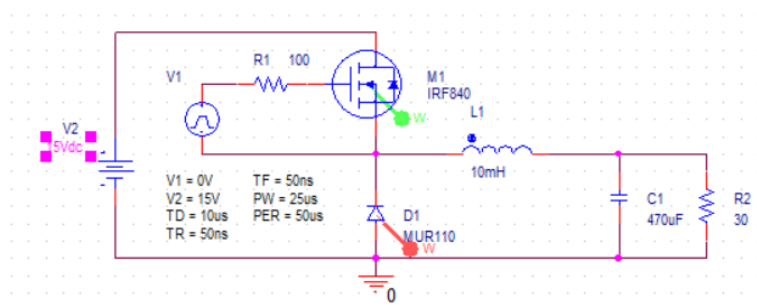 R1 100
V1
M1
IRF840
W
L1
V2
5Vdc
10mH
V1 = 0V
V2 = 15V
TD = 10us
TR = 50ns
TF = 50ns
PW = 25us
PER = 50us
D1
MUR110
W
C1
470uF
R2
30
0